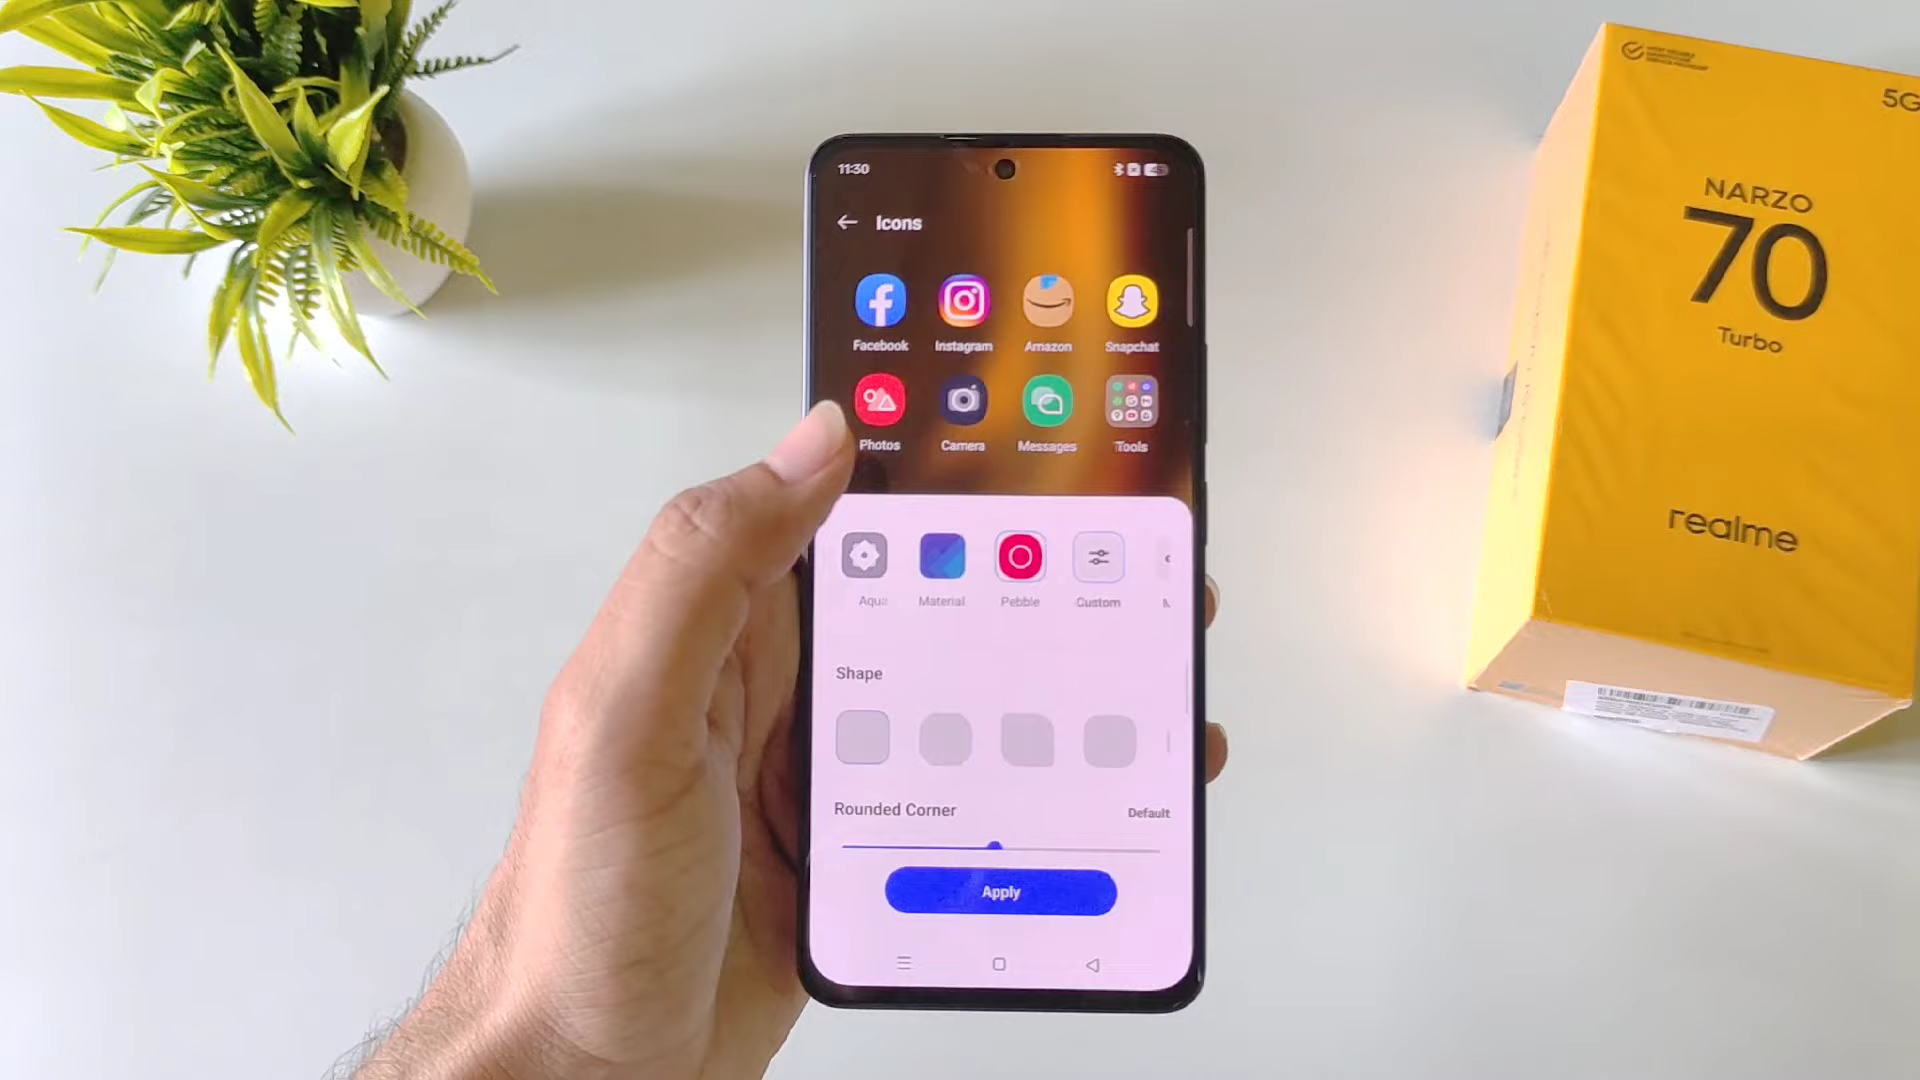 11:30
Icons
Facebook
Instagram
Amazon
Snapchat
Photos
Camera
Messages
Tools
Aqua
Material
Pebble
Custom
Shape
Rounded Corner
Default
Apply
5G
NARZO
70
Turbo
realme